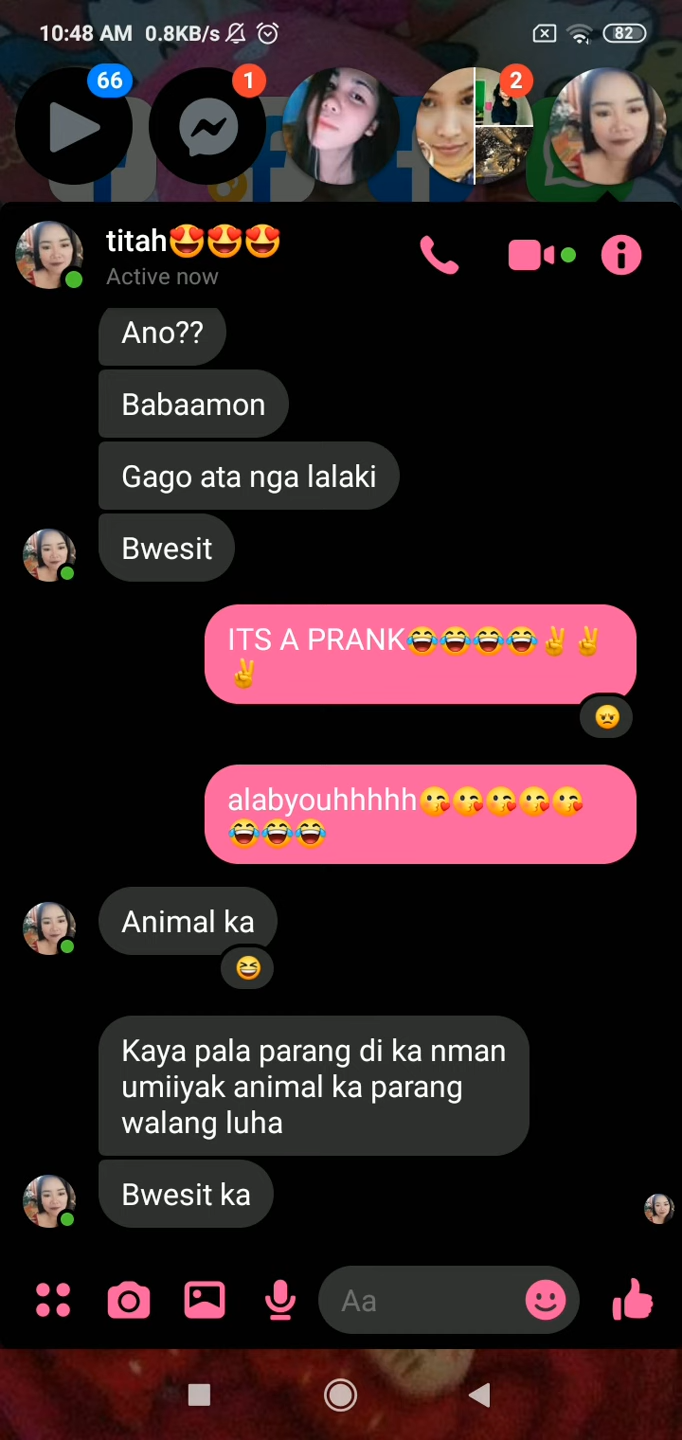 10:48 AM 0.8KB/s 82
66 1 2
titah😍😍😍
Active now
Ano??
Babaamon
Gago ata nga lalaki
Bwesit
ITS A PRANK😂😂😂😂✌️✌️
✌️
alabyouhhhhh😘😘😘😘😘
😂😂😂
Animal ka
Kaya pala parang di ka nman
umiiyak animal ka parang
walang luha
Bwesit ka
Aa